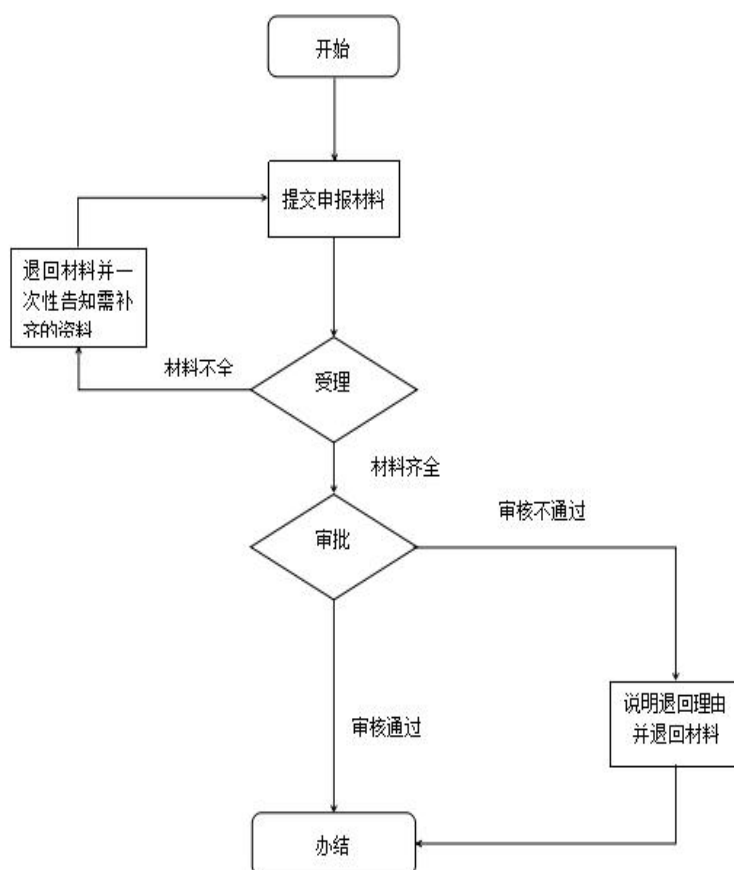 开始
提交申报材料
退回材料并一
次性告知需补
齐的资料
材料不全
受理
材料齐全
审批
审核不通过
说明退回理由
并退回材料
审核通过
办结